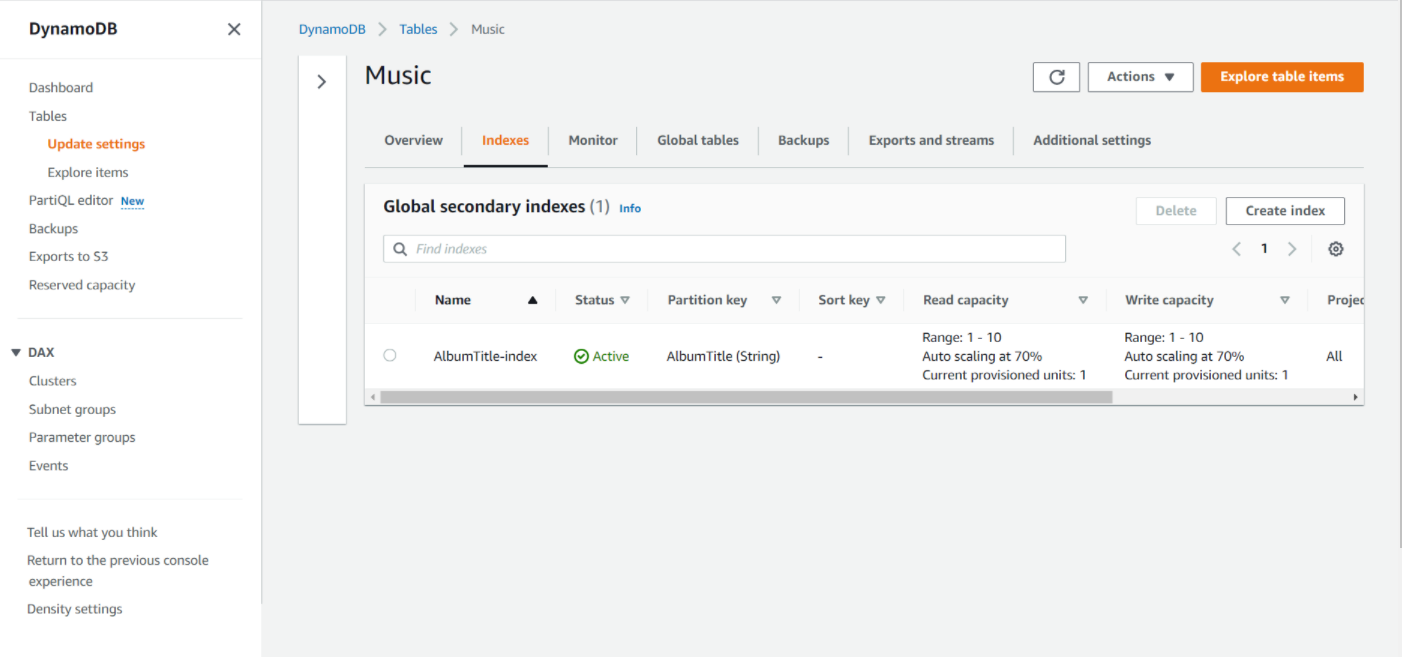 DynamoDB
Dashboard
Tables
Update settings
Explore items
PartiQL editor New
Backups
Exports to S3
Reserved capacity
DAX
Clusters
Subnet groups
Parameter groups
Events
Tell us what you think
Return to the previous console
experience
Density settings
DynamoDB Tables Music
Music
Actions Explore table items
Overview Indexes Monitor Global tables Backups Exports and streams Additional settings
Global secondary indexes (1) Info
Delete Create index
Find indexes
1
Name Status Partition key Sort key Read capacity Write capacity Projec
AlbumTitle-index Active AlbumTitle (String) - Range: 1 - 10 Range: 1 - 10 All
Auto scaling at 70% Auto scaling at 70%
Current provisioned units: 1 Current provisioned units: 1